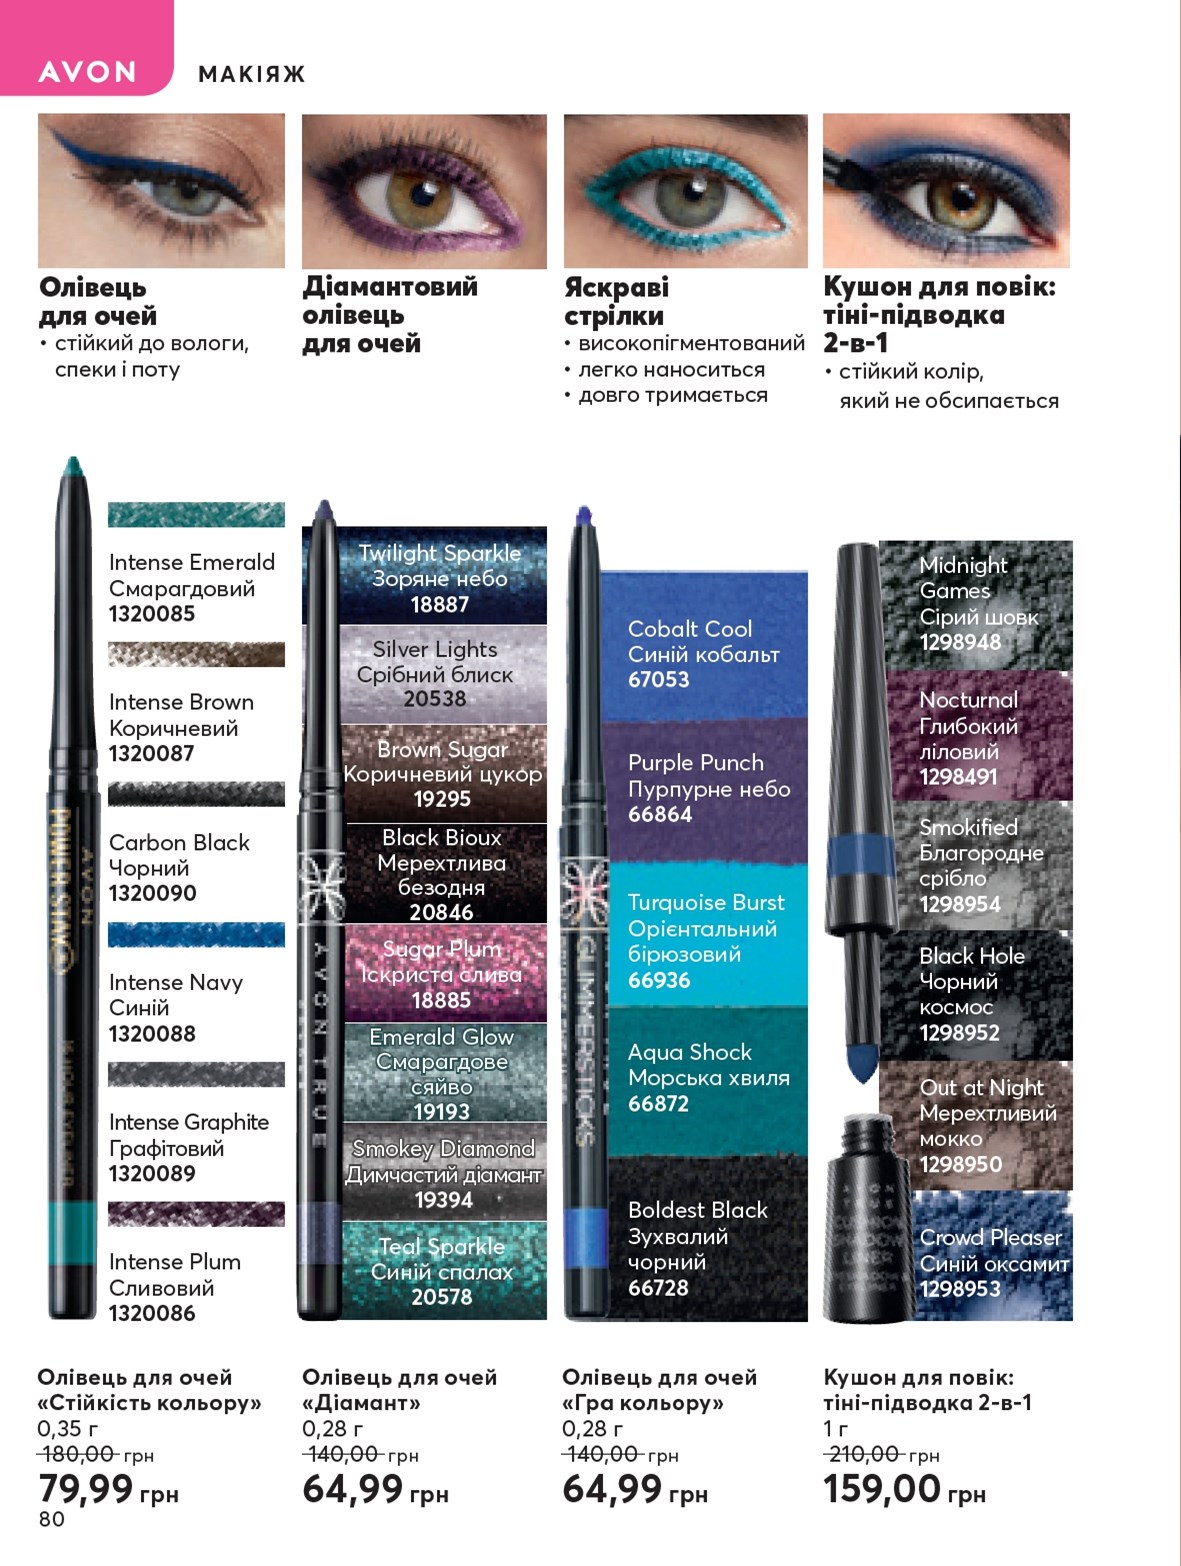 AVON
МАКІЯЖ
Олівець
для очей
• стійкий до вологи,
спеки і поту
Діамантовий
олівець
для очей
Яскраві
стрілки
• високопігментований
• легко наноситься
• довго тримається
Кушон для повік:
тіні-підводка
2-в-1
• стійкий колір,
який не обсипається
Intense Emerald
Смарагдовий
1320085
Intense Brown
Коричневий
1320087
Carbon Black
Чорний
1320090
Intense Navy
Синій
1320088
Intense Graphite
Графітовий
1320089
Intense Plum
Сливовий
1320086
AVON
POWER STAY
Twilight Sparkle
Зоряне небо
18887
Silver Lights
Срібний блиск
20538
Brown Sugar
Коричневий цукор
19295
Black Bioux
Мерехтлива
безодня
20846
Sugar Plum
Іскриста слива
18885
Emerald Glow
Смарагдове
сяйво
19193
Smokey Diamond
Димчастий діамант
19394
Teal Sparkle
Синій спалах
20578
AVON TRUE
Cobalt Cool
Синій кобальт
67053
Purple Punch
Пурпурне небо
66864
Turquoise Burst
Орієнтальний
бірюзовий
66936
Aqua Shock
Морська хвиля
66872
Boldest Black
Зухвалий
чорний
66728
GLIMMERSTICKS
Midnight
Games
Сірий шовк
1298948
Nocturnal
Глибокий
ліловий
1298491
Smokified
Благородне
срібло
1298954
Black Hole
Чорний
космос
1298952
Out at Night
Мерехтливий
мокко
1298950
Crowd Pleaser
Синій оксамит
1298953
Олівець для очей
«Стійкість кольору»
0,35 г
180,00 грн
79,99 грн
Олівець для очей
«Діамант»
0,28 г
140,00 грн
64,99 грн
Олівець для очей
«Гра кольору»
0,28 г
140,00 грн
64,99 грн
Кушон для повік:
тіні-підводка 2-в-1
1 г
210,00 грн
159,00 грн
80